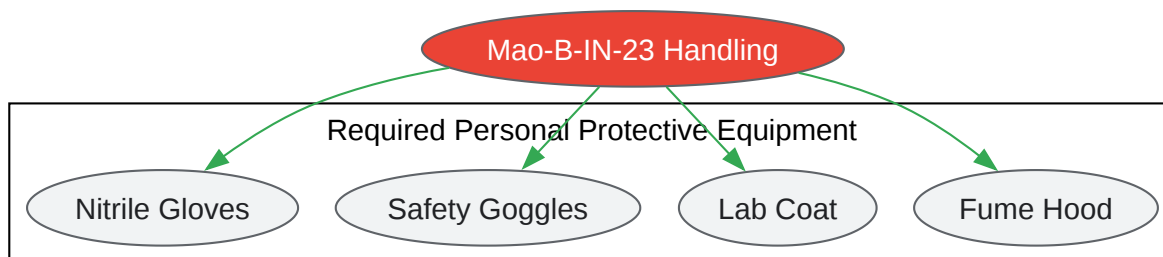 Mao-B-IN-23 Handling
Required Personal Protective Equipment
Nitrile Gloves
Safety Goggles
Lab Coat
Fume Hood